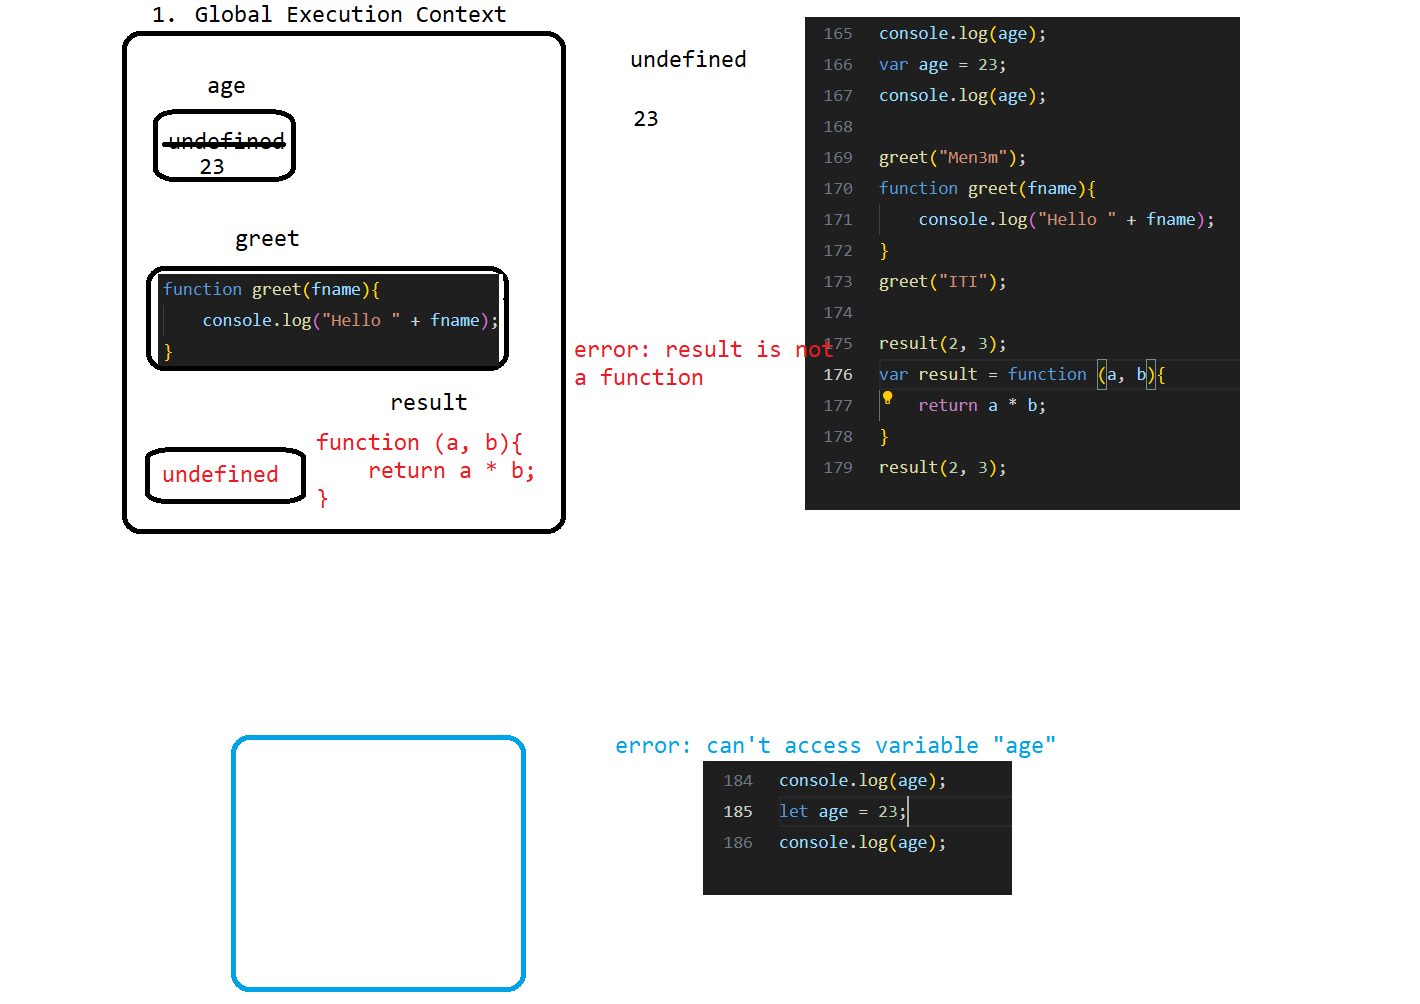 1. Global Execution Context
age
undefined
23
greet
function greet(fname){
    console.log("Hello " + fname);
}
result
undefined
function (a, b){
    return a * b;
}
undefined
23
error: result is not
a function
165 console.log(age);
166 var age = 23;
167 console.log(age);
168
169 greet("Men3m");
170 function greet(fname){
171     console.log("Hello " + fname);
172 }
173 greet("ITI");
174
175 result(2, 3);
176 var result = function (a, b){
177     return a * b;
178 }
179 result(2, 3);
error: can't access variable "age"
184 console.log(age);
185 let age = 23;
186 console.log(age);